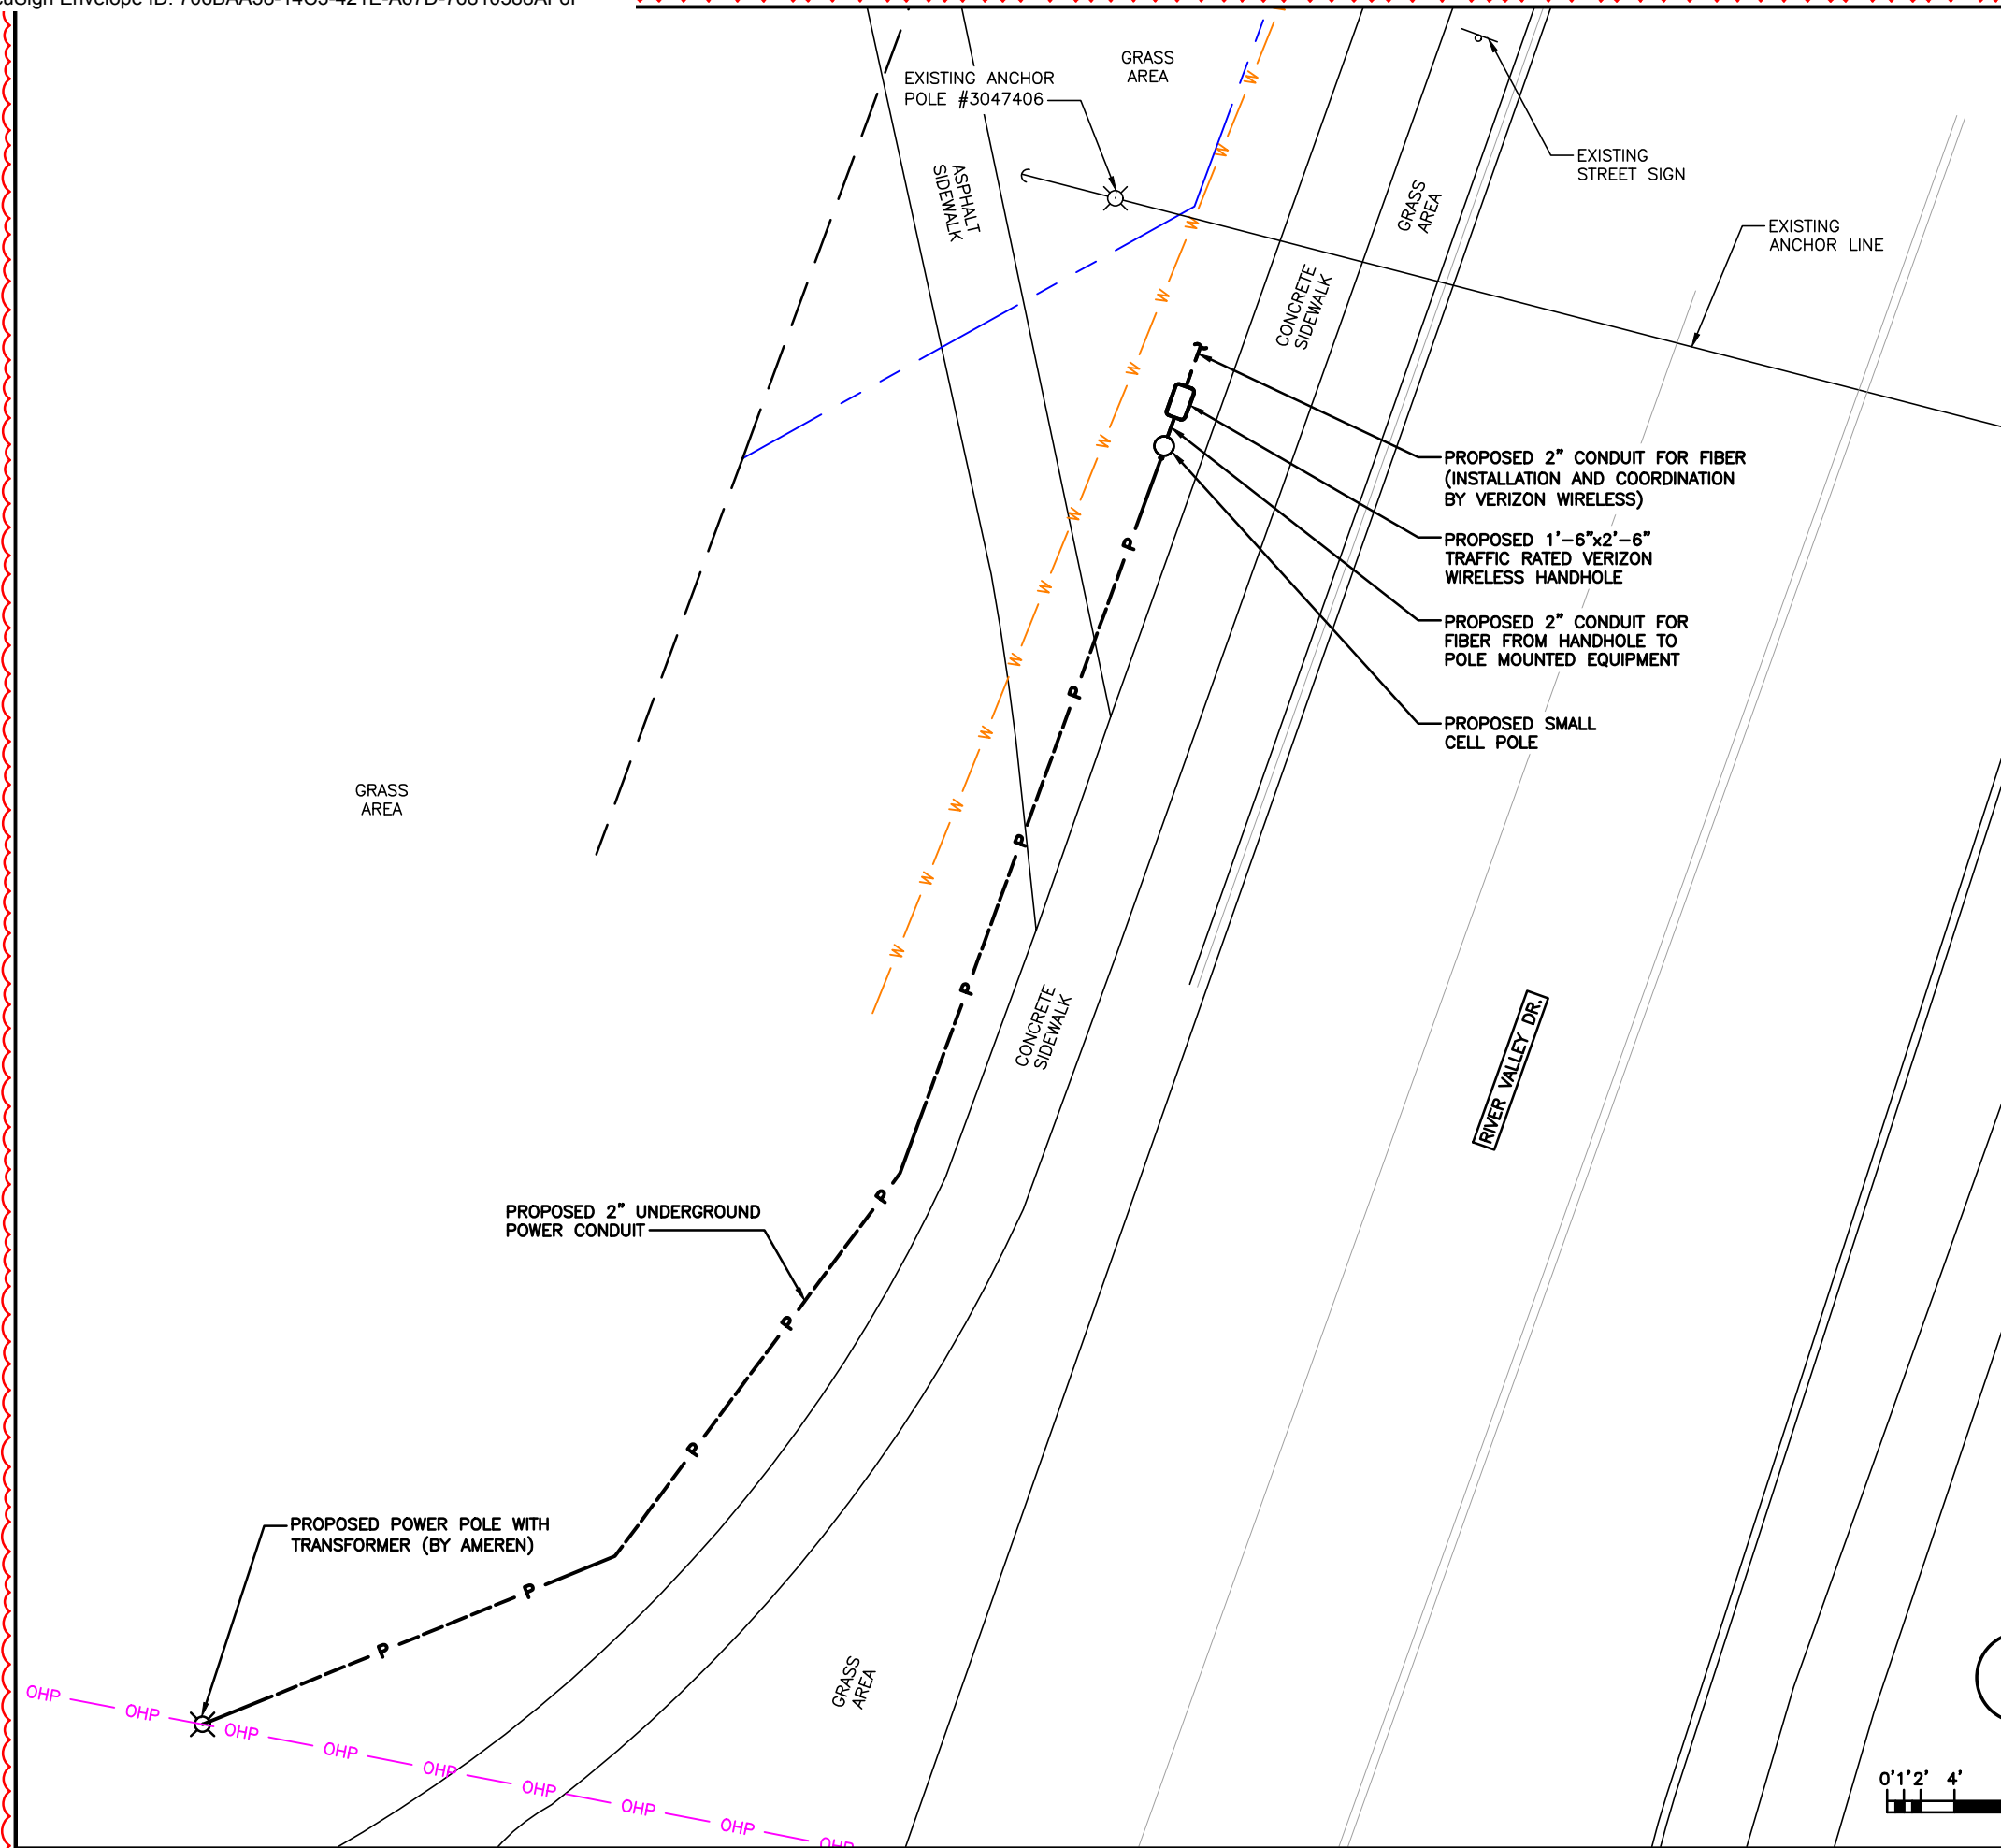 GRASS
AREA
EXISTING ANCHOR
POLE #3047406
EXISTING
STREET SIGN
ASPHALT
SIDEWALK
GRASS
AREA
EXISTING
ANCHOR LINE
CONCRETE
SIDEWALK
W
W
W
W
W
W
W
W
W
W
W
W
W
PROPOSED 2" CONDUIT FOR FIBER
(INSTALLATION AND COORDINATION
BY VERIZON WIRELESS)
PROPOSED 1'-6"x2'-6"
TRAFFIC RATED VERIZON
WIRELESS HANDHOLE
PROPOSED 2" CONDUIT FOR
FIBER FROM HANDHOLE TO
POLE MOUNTED EQUIPMENT
PROPOSED SMALL
CELL POLE
GRASS
AREA
P
P
P
P
CONCRETE
SIDEWALK
RIVER VALLEY DR.
P
PROPOSED 2" UNDERGROUND
POWER CONDUIT
P
P
PROPOSED POWER POLE WITH
TRANSFORMER (BY AMEREN)
P
P
GRASS
AREA
OHP OHP OHP OHP OHP OHP OHP OHP OHP
0'1'2' 4'